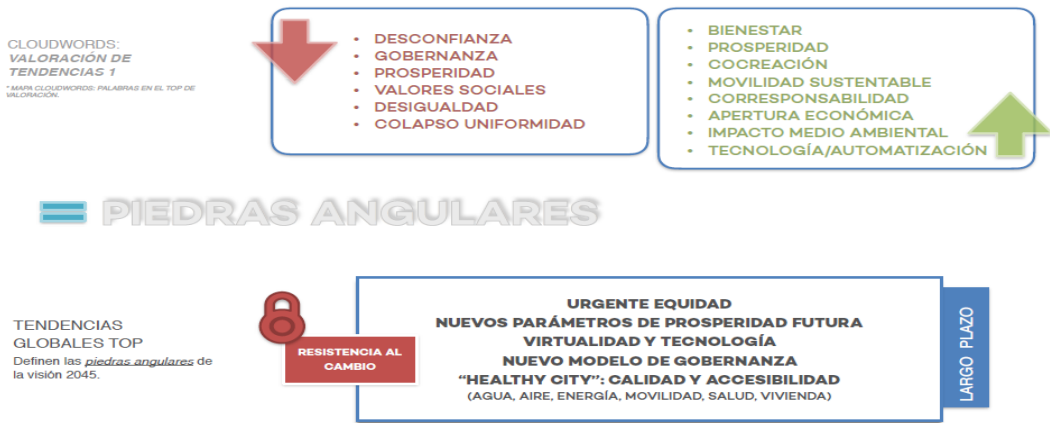 CLOUDWORDS:
VALORACIÓN DE
TENDENCIAS 1
* MAPA CLOUDWORDS: PALABRAS EN EL TOP DE
VALORACIÓN.
• DESCONFIANZA
• GOBERNANZA
• PROSPERIDAD
• VALORES SOCIALES
• DESIGUALDAD
• COLAPSO UNIFORMIDAD
• BIENESTAR
• PROSPERIDAD
• COCREACIÓN
• MOVILIDAD SUSTENTABLE
• CORRESPONSABILIDAD
• APERTURA ECONÓMICA
• IMPACTO MEDIO AMBIENTAL
• TECNOLOGÍA/AUTOMATIZACIÓN
= PIEDRAS ANGULARES
TENDENCIAS
GLOBALES TOP
Definen las piedras angulares de
la visión 2045.
RESISTENCIA AL
CAMBIO
URGENTE EQUIDAD
NUEVOS PARÁMETROS DE PROSPERIDAD FUTURA
VIRTUALIDAD Y TECNOLOGÍA
NUEVO MODELO DE GOBERNANZA
“HEALTHY CITY”: CALIDAD Y ACCESIBILIDAD
(AGUA, AIRE, ENERGÍA, MOVILIDAD, SALUD, VIVIENDA)
LARGO PLAZO